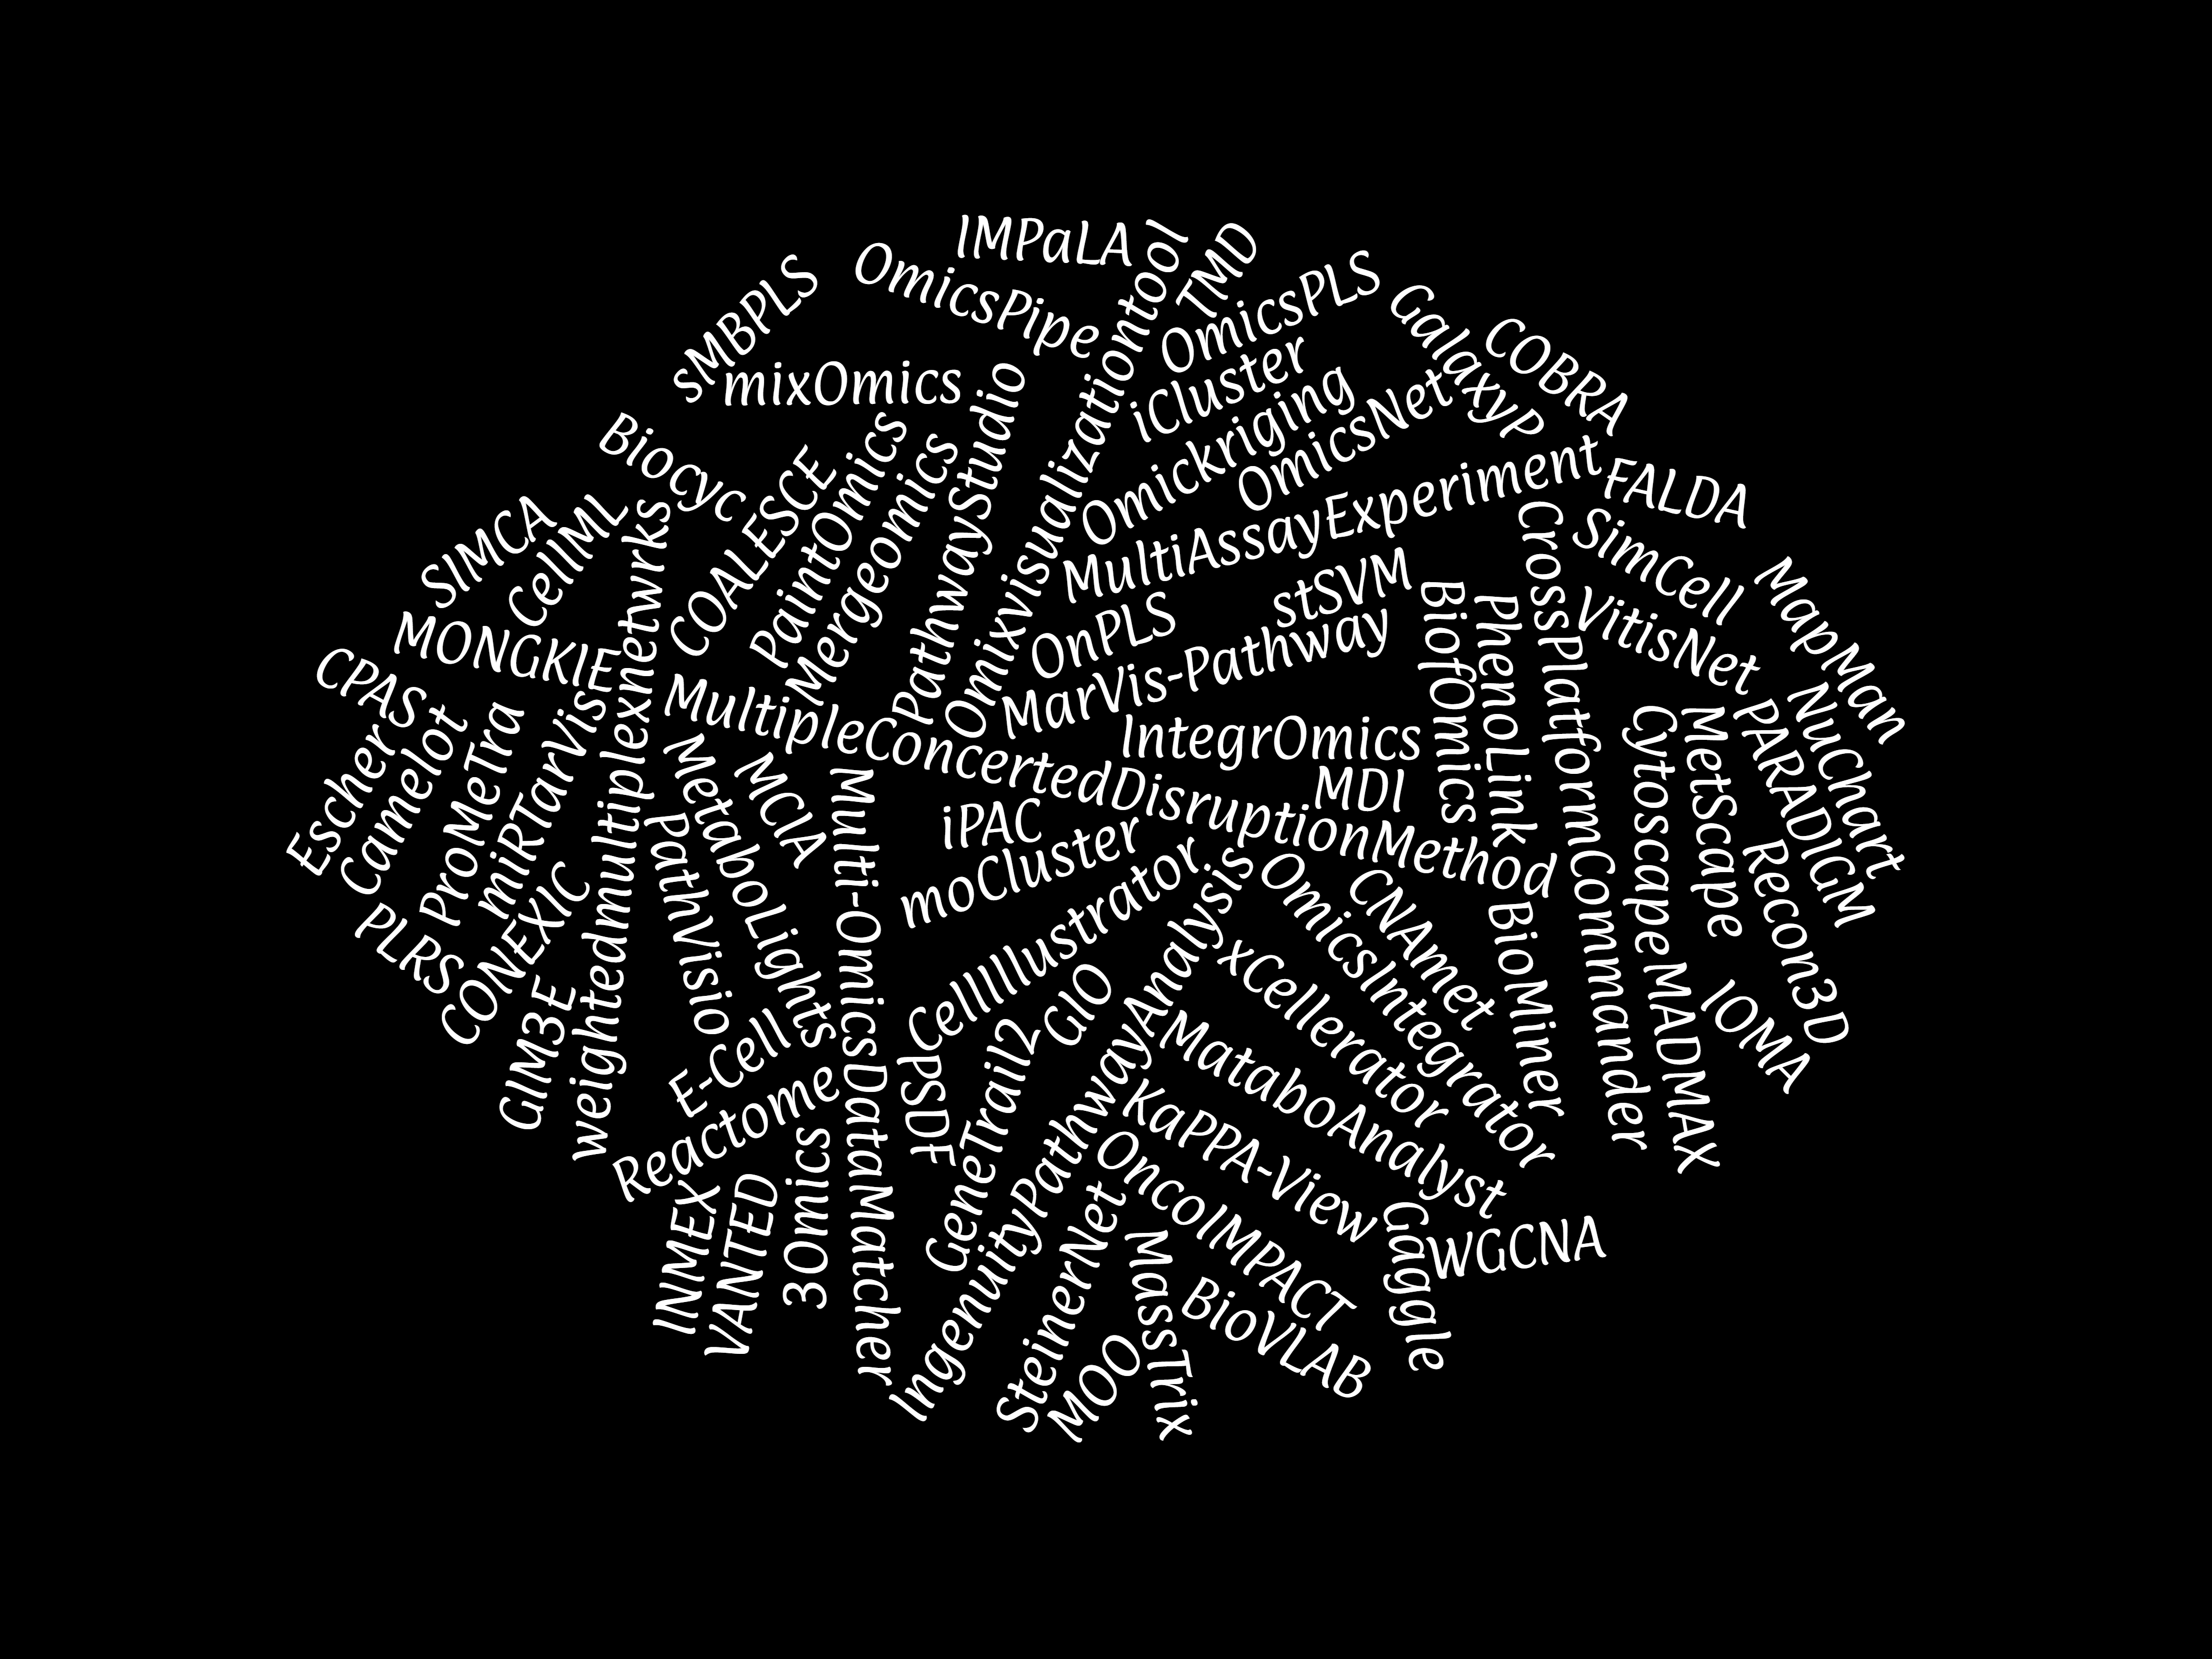 IMPaLA
TMD
sMBPLS
OmicsPipe
OmicsPLS
Galaxyp
COBRA
mixOmics
iCluster
Omixvisualizationtool
Omickriging
OmicsNet
Biocyc
COALESCE
PaintOmics
Mergeomics
PathwayStudio
MultiAssayExperiment
FALDA
SIMCA
CellML
SimCell
CrossPlatformCommander
MapMan
MONGKIE
weightedmultiplexnetwrks
stSVM
OnPLS
MarVis-Pathway
BiofOmics
PhenoLink
VitisNet
CPAS
MultipleConcertedDisruptionMethod
IntegrOmics
NuChart
PARADIGM
Escher
Camelot
ProMeTra
miRTarVis
MetaboLights
MCIA
Multi-OmicsDataMatcher
MDI
Cytoscape
Metscape
iPAC
moCluster
pathVisio
PLRS
CONEXIC
CellIllustrator
OmicsIntegrator
CNAmet
BioMiner
Recon3D
GIM3E
IngenuityPathwayAnalysis
xCellerator
MADMAX
IOMA
E-Cell
GIO
MataboAnalyst
Reactome
fDSd
GeneTrail2
KaPPA-View
3Omics
OncoIMPACT
INMEX
VANTED
SteinerNet
MassTrix
BioVLAB
Gaggle
WGCNA
MOO